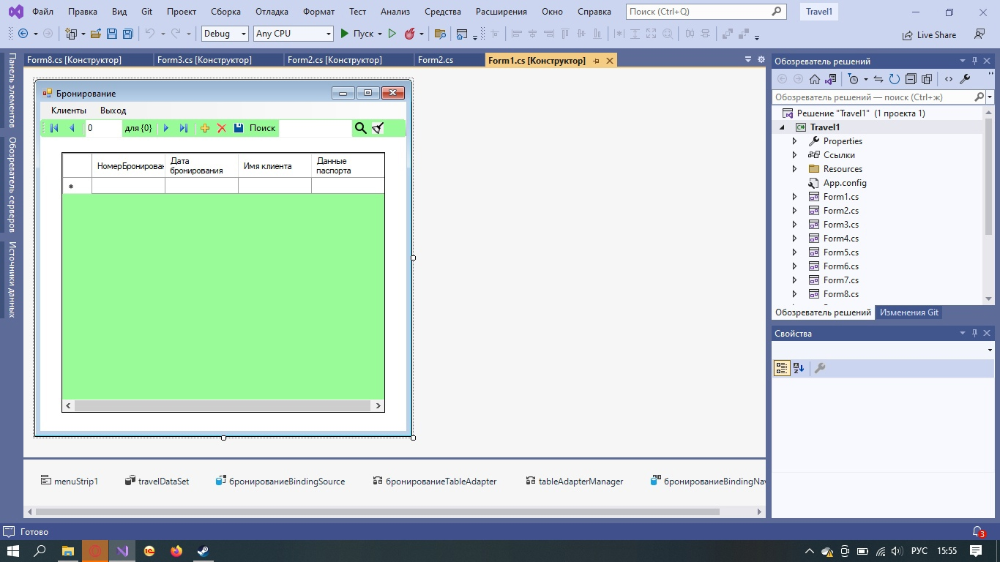 Файл Правка Вид Git Проект Сборка Отладка Формат Тест Анализ Средства Расширения Окно Справка Поиск (Ctrl+Q) Travel1
Debug Any CPU Пуск Live Share
Form8.cs [Конструктор] Form3.cs [Конструктор] Form2.cs [Конструктор] Form2.cs Form1.cs [Конструктор]
Панель элементов
Обозреватель серверов
Источники данных
Бронирование
Клиенты Выход
0 для {0} Поиск
НомерБронирован Дата бронирования Имя клиента Данные паспорта
menuStrip1 travelDataSet бронированиеBindingSource бронированиеTableAdapter tableAdapterManager бронированиеBindingNav
Обозреватель решений
Обозреватель решений — поиск (Ctrl+ж)
Решение "Travel1" (1 проекта 1)
Travel1
Properties
Ссылки
Resources
App.config
Form1.cs
Form2.cs
Form3.cs
Form4.cs
Form5.cs
Form6.cs
Form7.cs
Form8.cs
Обозреватель решений Изменения Git
Свойства
Готово
3
РУС 15:55